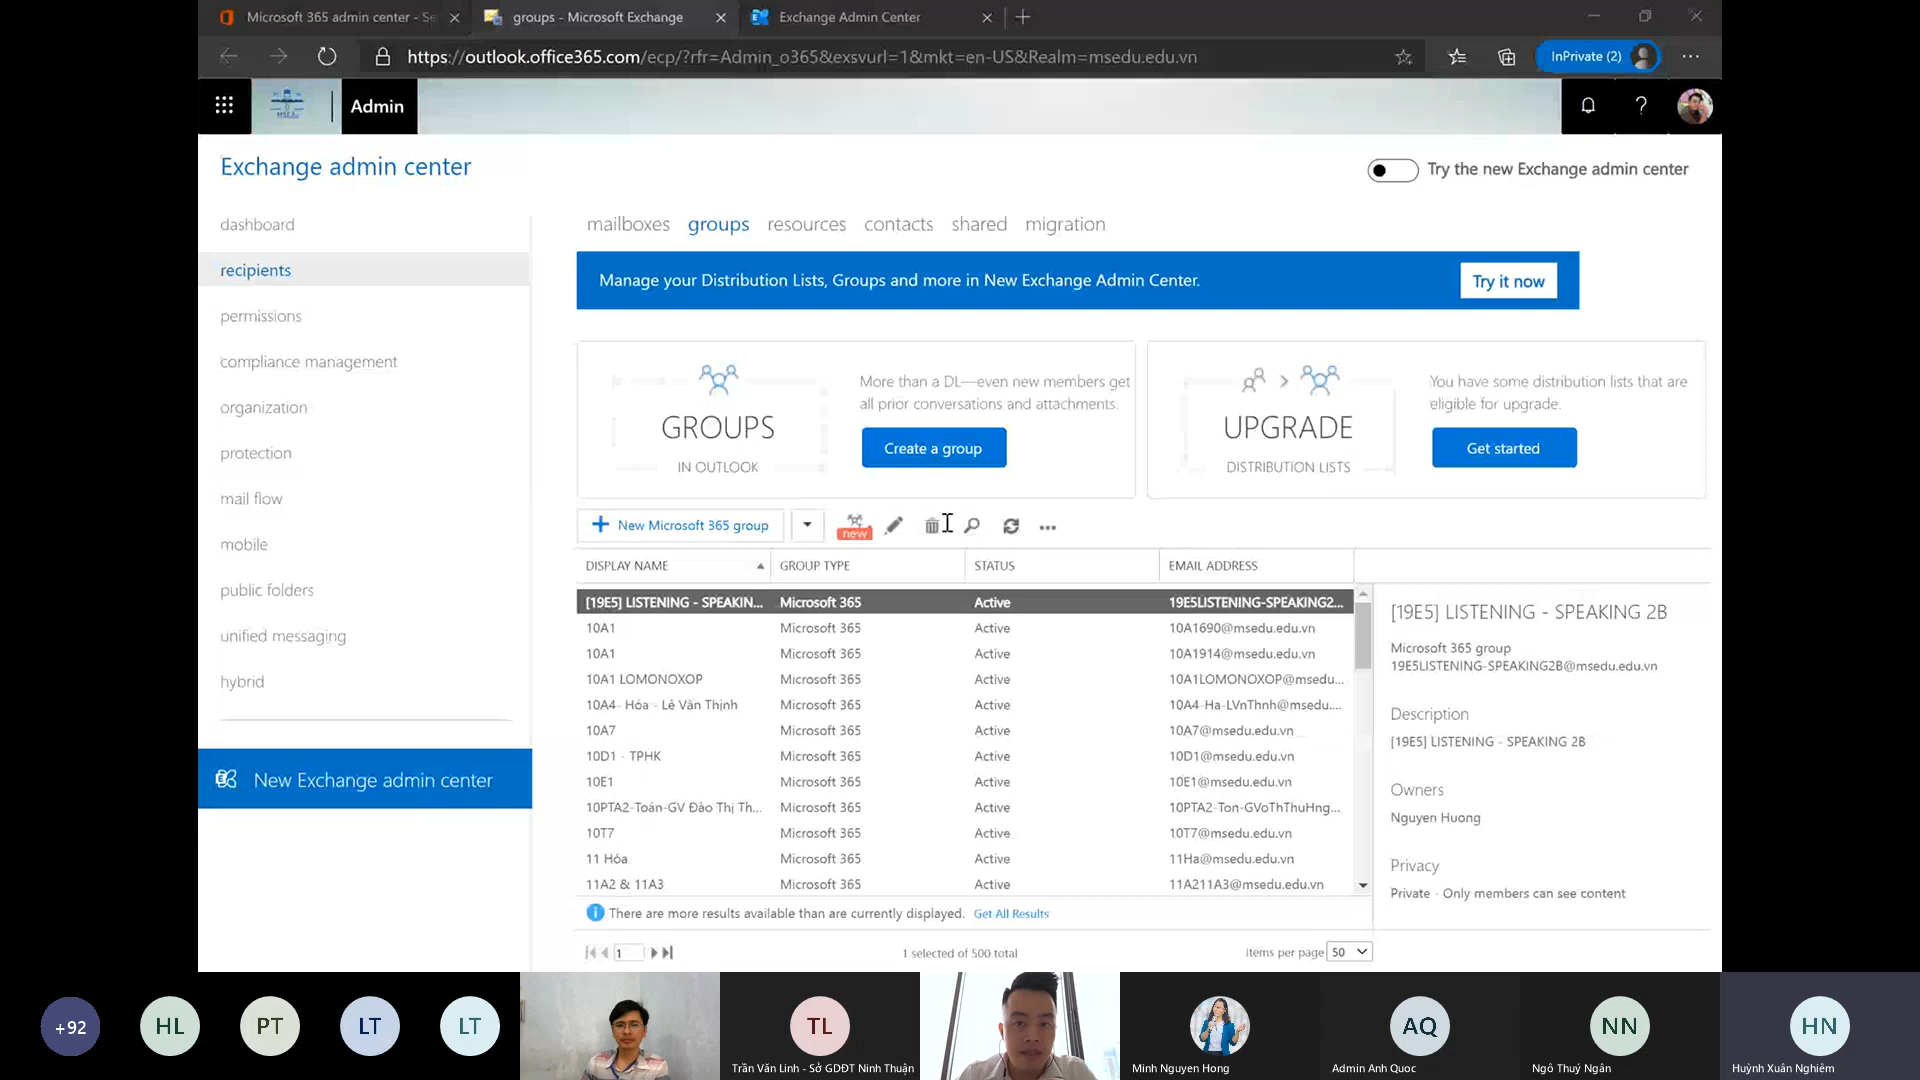 Microsoft 365 admin center - Se
groups - Microsoft Exchange
Exchange Admin Center
https://outlook.office365.com/ecp/?rfr=Admin_o365&exsvurl=1&mkt=en-US&Realm=msedu.edu.vn
InPrivate (2)
Admin
?
Exchange admin center
Try the new Exchange admin center
dashboard
recipients
permissions
compliance management
organization
protection
mail flow
mobile
public folders
unified messaging
hybrid
New Exchange admin center
mailboxes groups resources contacts shared migration
Manage your Distribution Lists, Groups and more in New Exchange Admin Center.
Try it now
GROUPS
IN OUTLOOK
More than a DL—even new members get
all prior conversations and attachments.
Create a group
UPGRADE
DISTRIBUTION LISTS
You have some distribution lists that are
eligible for upgrade.
Get started
New Microsoft 365 group
new
DISPLAY NAME GROUP TYPE STATUS EMAIL ADDRESS
[19E5] LISTENING - SPEAKIN... Microsoft 365 Active 19E5LISTENING-SPEAKING2...
10A1 Microsoft 365 Active 10A1690@msedu.edu.vn
10A1 Microsoft 365 Active 10A1914@msedu.edu.vn
10A1 LOMONOXOP Microsoft 365 Active 10A1LOMONOXOP@msedu...
10A4- Hóa - Lê Văn Thịnh Microsoft 365 Active 10A4-Ha-LVnThnh@msedu....
10A7 Microsoft 365 Active 10A7@msedu.edu.vn
10D1 - TPHK Microsoft 365 Active 10D1@msedu.edu.vn
10E1 Microsoft 365 Active 10E1@msedu.edu.vn
10PTA2-Toán-GV Đào Thị Th... Microsoft 365 Active 10PTA2-Ton-GVoThThuHng...
10T7 Microsoft 365 Active 10T7@msedu.edu.vn
11 Hóa Microsoft 365 Active 11Ha@msedu.edu.vn
11A2 & 11A3 Microsoft 365 Active 11A211A3@msedu.edu.vn
There are more results available than are currently displayed. Get All Results
1
1 selected of 500 total
Items per page 50
[19E5] LISTENING - SPEAKING 2B
Microsoft 365 group
19E5LISTENING-SPEAKING2B@msedu.edu.vn
Description
[19E5] LISTENING - SPEAKING 2B
Owners
Nguyen Huong
Privacy
Private - Only members can see content
+92
HL
PT
LT
LT
TL
Trần Văn Linh - Sở GDĐT Ninh Thuận
Minh Nguyen Hong
AQ
Admin Anh Quoc
NN
Ngô Thuý Ngân
HN
Huỳnh Xuân Nghiêm